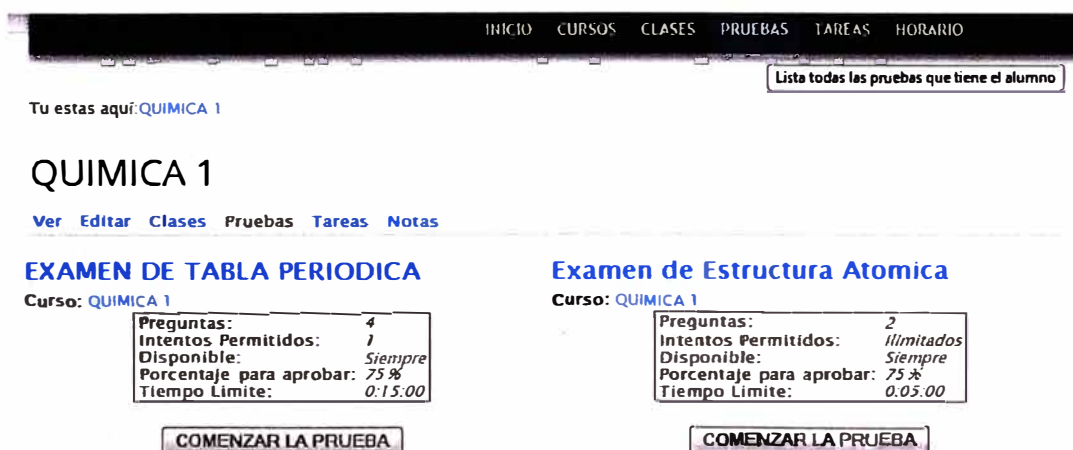 INICIO CURSOS CLASES PRUEBAS TAREAS HORARIO
Lista todas las pruebas que tiene el alumno
Tu estas aquí:QUIMICA 1
QUIMICA 1
Ver Editar Clases Pruebas Tareas Notas
EXAMEN DE TABLA PERIODICA
Curso: QUIMICA 1
Preguntas: 4
Intentos Permitidos: 1
Disponible: Siempre
Porcentaje para aprobar: 75 %
Tiempo Limite: 0:15:00
COMENZAR LA PRUEBA
Examen de Estructura Atomica
Curso: QUIMICA 1
Preguntas: 2
Intentos Permitidos: Ilimitados
Disponible: Siempre
Porcentaje para aprobar: 75 %
Tiempo Limite: 0:05:00
COMENZAR LA PRUEBA